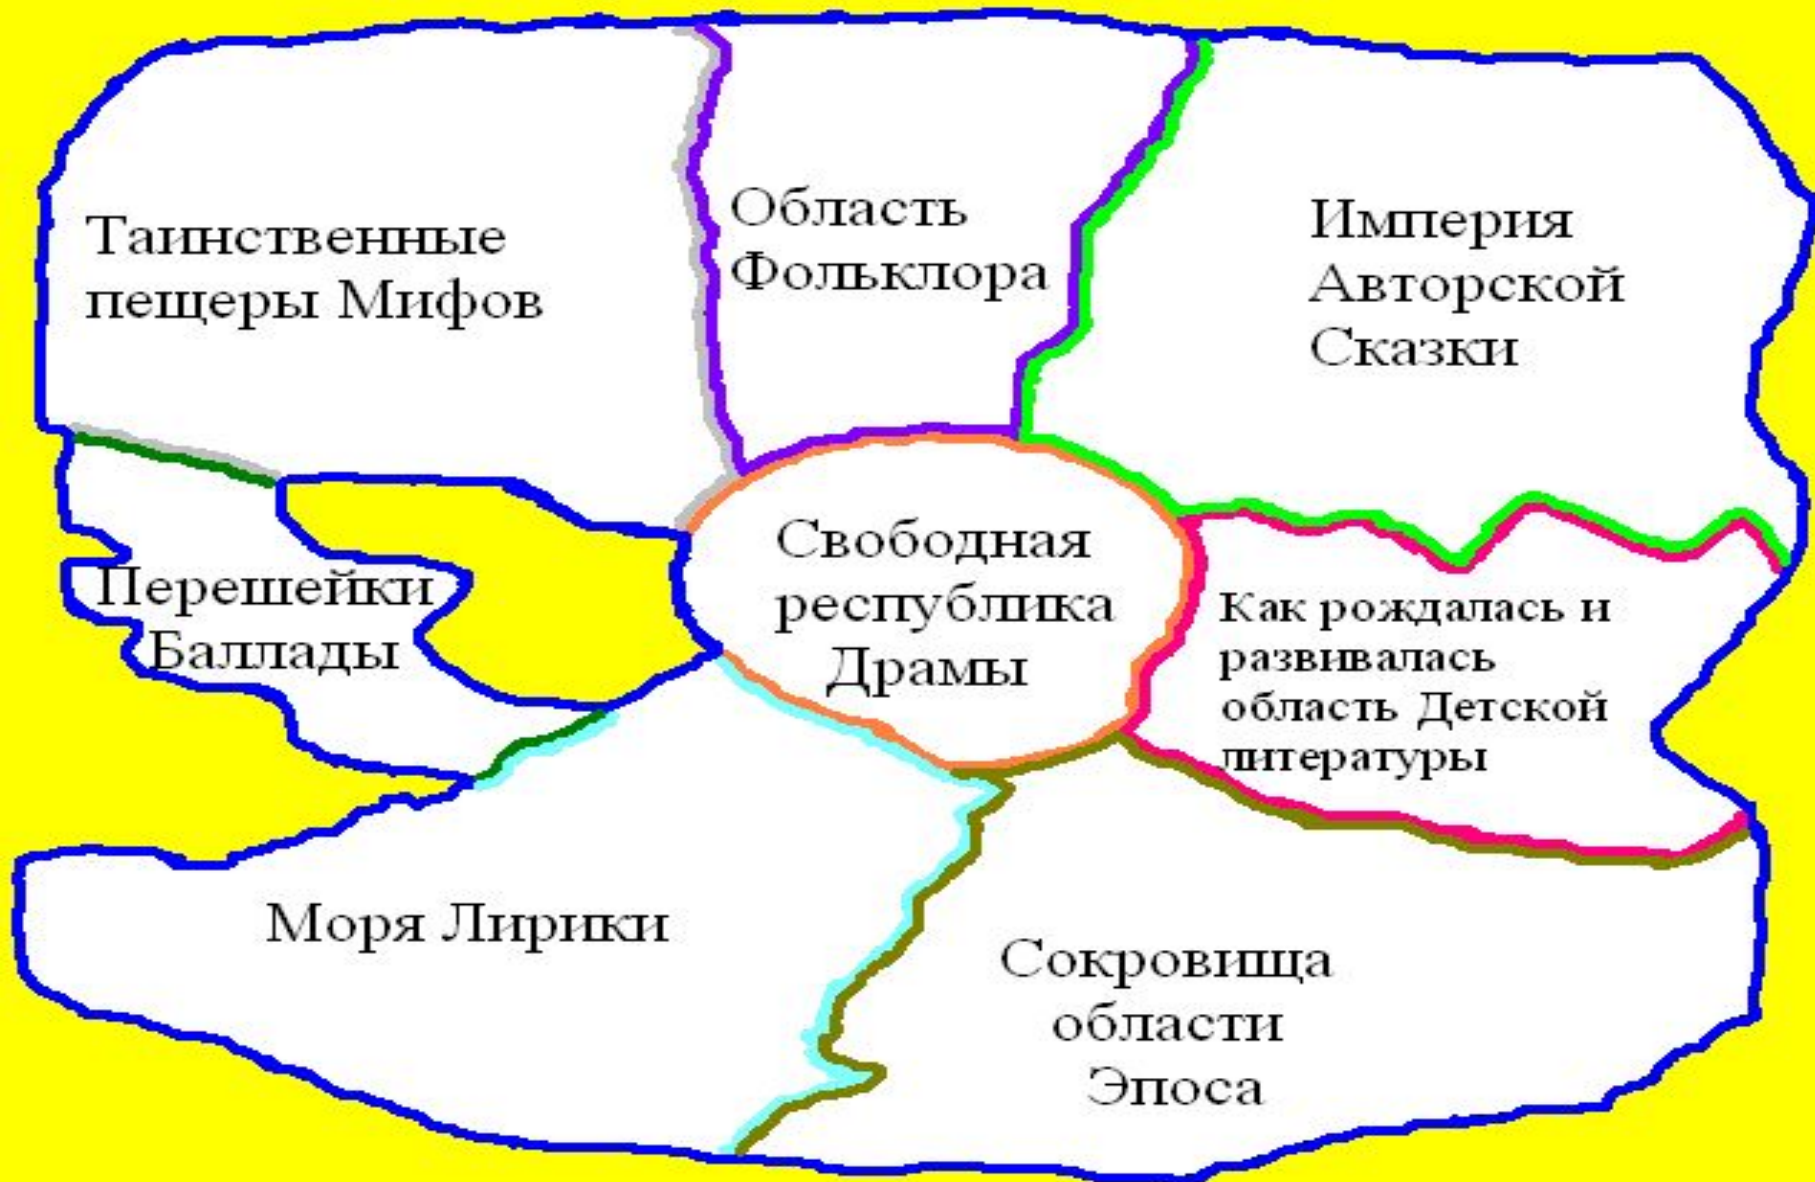 Таинственные
пещеры Мифов
Область
Фольклора
Империя
Авторской
Сказки
Перешейки
Баллады
Свободная
республика
Драмы
Как рождалась и
развивалась
область Детской
литературы
Моря Лирики
Сокровища
области
Эпоса